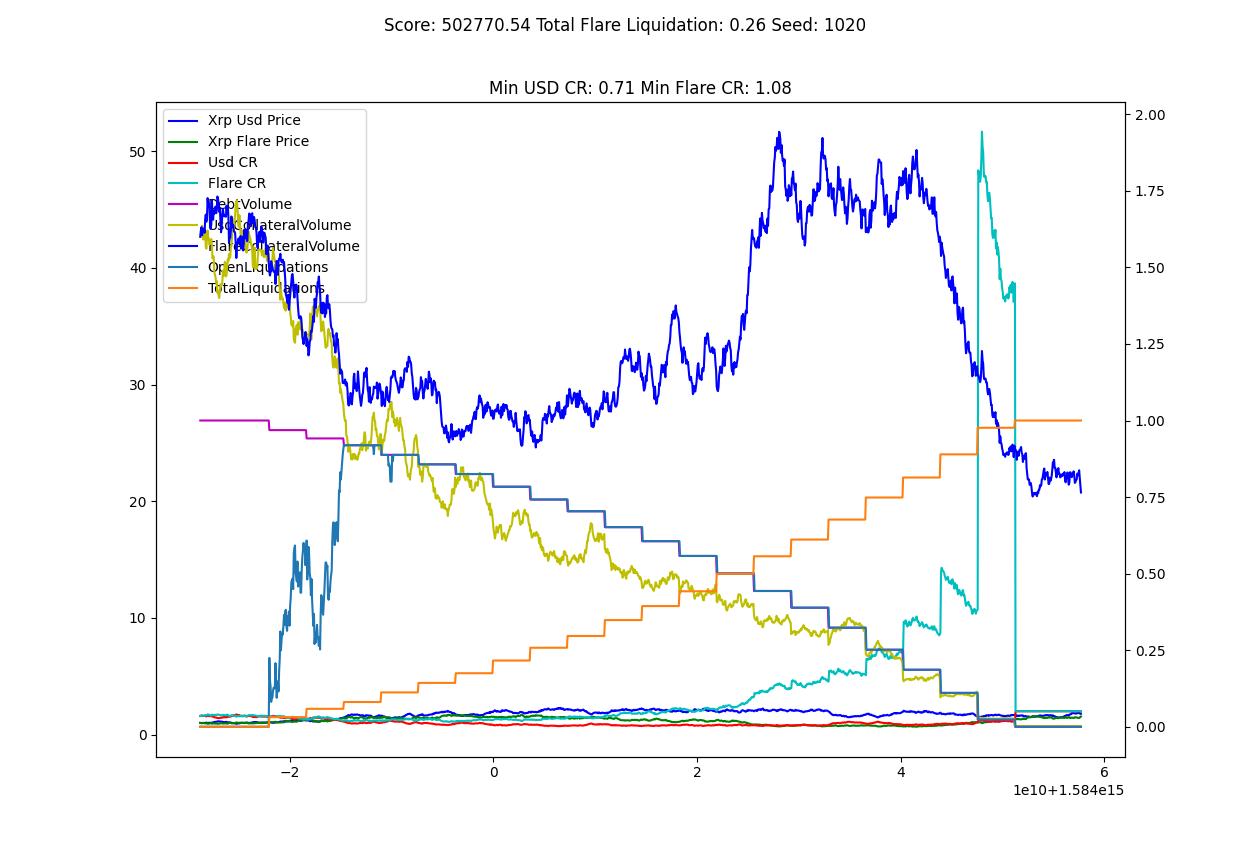 Score: 502770.54 Total Flare Liquidation: 0.26 Seed: 1020
Min USD CR: 0.71 Min Flare CR: 1.08
Xrp Usd Price
Xrp Flare Price
Usd CR
Flare CR
DebtVolume
UsdCollateralVolume
FlareCollateralVolume
OpenLiquidations
TotalLiquidations
50
40
30
20
10
0
2.00
1.75
1.50
1.25
1.00
0.75
0.50
0.25
0.00
−2
0
2
4
6
1e10+1.584e15